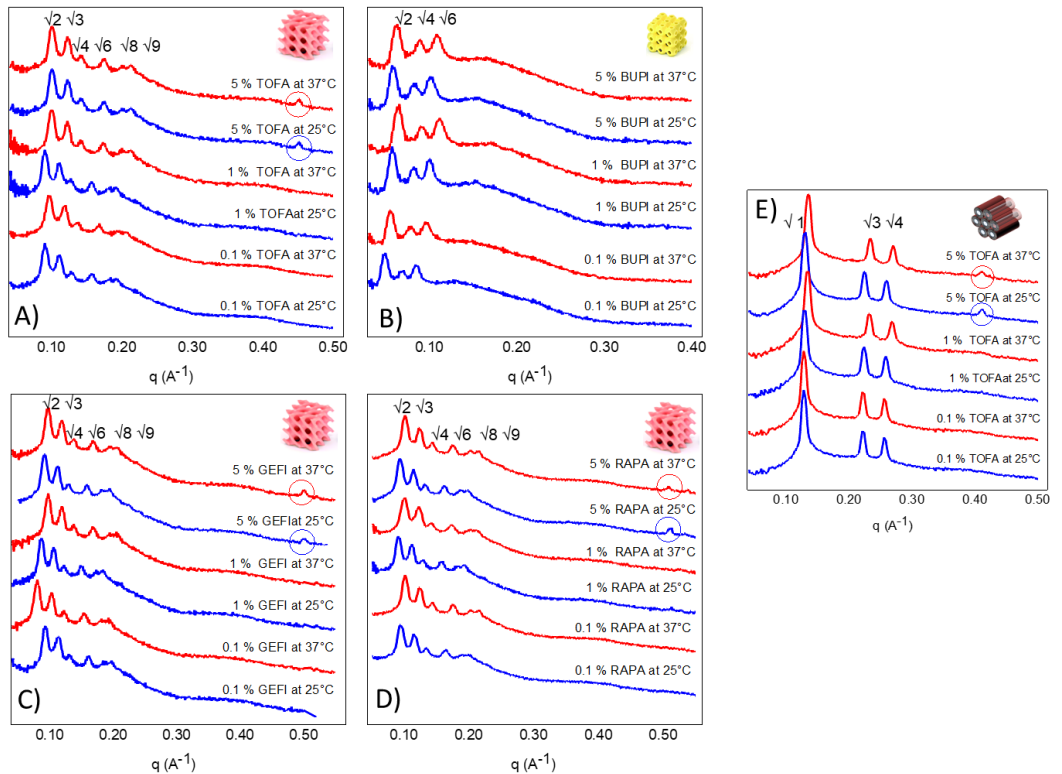 √2 √3
√4 √6 √8 √9
5 % TOFA at 37°C
5 % TOFA at 25°C
1 % TOFA at 37°C
1 % TOFAat 25°C
0.1 % TOFA at 37°C
0.1 % TOFA at 25°C
A)
0.10 0.20 0.30 0.40 0.50
q (A⁻¹)
√2 √4 √6
5 % BUPI at 37°C
5 % BUPI at 25°C
1 % BUPI at 37°C
1 % BUPI at 25°C
0.1 % BUPI at 37°C
0.1 % BUPI at 25°C
B)
0.10 0.20 0.30 0.40
q (A⁻¹)
√2 √3
√4 √6 √8 √9
5 % GEFI at 37°C
5 % GEFI at 25°C
1 % GEFI at 37°C
1 % GEFI at 25°C
0.1 % GEFI at 37°C
0.1 % GEFI at 25°C
C)
0.10 0.20 0.30 0.40 0.50
q (A⁻¹)
√2 √3
√4 √6 √8 √9
5 % RAPA at 37°C
5 % RAPA at 25°C
1 % RAPA at 37°C
1 % RAPA at 25°C
0.1 % RAPA at 37°C
0.1 % RAPA at 25°C
D)
0.10 0.20 0.30 0.40 0.50
q (A⁻¹)
E)
√ 1 √3 √4
5 % TOFA at 37°C
5 % TOFA at 25°C
1 % TOFA at 37°C
1 % TOFAat 25°C
0.1 % TOFA at 37°C
0.1 % TOFA at 25°C
0.10 0.20 0.30 0.40 0.50
q (A⁻¹)